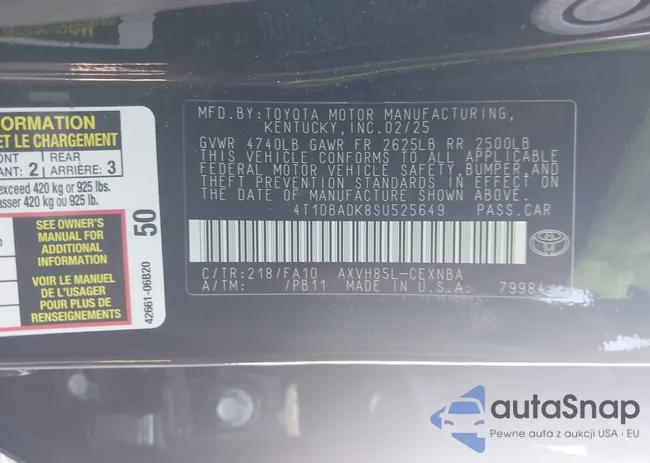 FORMATION
ET LE CHARGEMENT
2
REAR
ARRIÈRE: 3
exceed 420 kg or 925 lbs.
passer 420 kg ou 925 lb.
SEE OWNER'S
MANUAL FOR
ADDITIONAL
INFORMATION
VOIR LE MANUEL
DE L'USAGER
POUR PLUS DE
RENSEIGNEMENTS
50
42661-06B20
MFD.BY:TOYOTA MOTOR MANUFACTURING,
KENTUCKY,INC.02/25
GVWR 4740LB GAWR FR 2625LB RR 2500LB
THIS VEHICLE CONFORMS TO ALL APPLICABLE
FEDERAL MOTOR VEHICLE SAFETY,BUMPER,AND
THEFT PREVENTION STANDARDS IN EFFECT ON
THE DATE OF MANUFACTURE SHOWN ABOVE.
4T1DBADK8SU525649 PASS.CAR
C/TR:218/FA10 AXVH85L-CEXNBA
A/TM: /PB11 MADE IN U.S.A. 79984
TOYOTA
autaSnap
Pewne auta z aukcji USA i EU